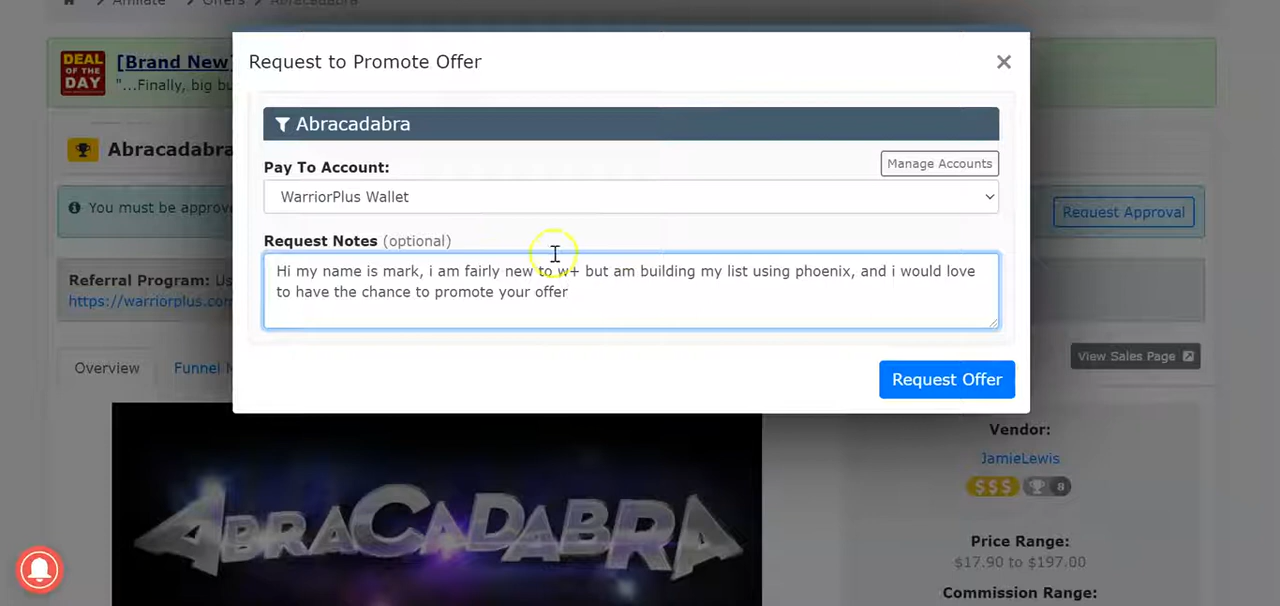 Affiliate > Offers > Abracadabra
DEAL OF THE DAY
[Brand New]
"...Finally, big bu
Request to Promote Offer
Abracadabra
Pay To Account:
Manage Accounts
WarriorPlus Wallet
Request Notes (optional)
Hi my name is mark, i am fairly new to w+ but am building my list using phoenix, and i would love
to have the chance to promote your offer
Request Offer
Abracadabra
You must be approve
Request Approval
Referral Program: Us
https://warriorplus.com
Overview
Funnel
View Sales Page
ABRACADABRA
Vendor:
JamieLewis
$$$
8
Price Range:
$17.90 to $197.00
Commission Range: